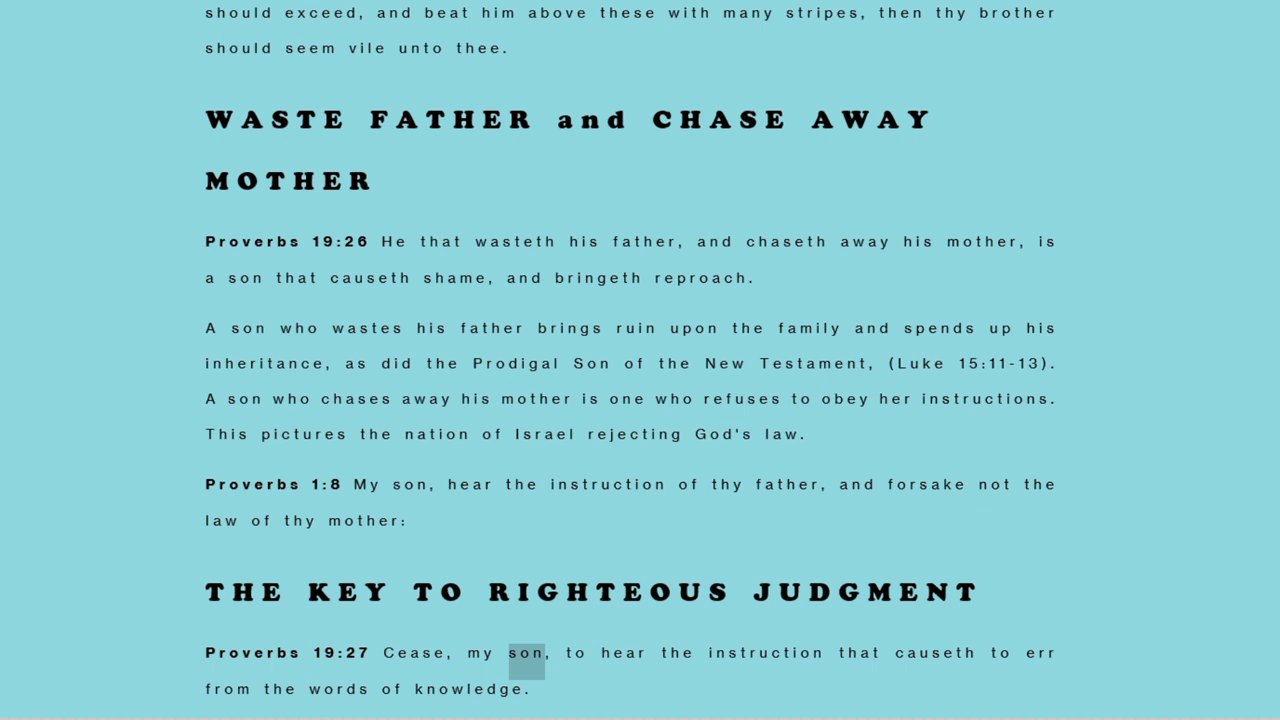 should exceed, and beat him above these with many stripes, then thy brother
should seem vile unto thee.
WASTE FATHER and CHASE AWAY
MOTHER
Proverbs 19:26 He that wasteth his father, and chaseth away his mother, is
a son that causeth shame, and bringeth reproach.
A son who wastes his father brings ruin upon the family and spends up his
inheritance, as did the Prodigal Son of the New Testament, (Luke 15:11-13).
A son who chases away his mother is one who refuses to obey her instructions.
This pictures the nation of Israel rejecting God's law.
Proverbs 1:8 My son, hear the instruction of thy father, and forsake not the
law of thy mother:
THE KEY TO RIGHTEOUS JUDGMENT
Proverbs 19:27 Cease, my son, to hear the instruction that causeth to err
from the words of knowledge.